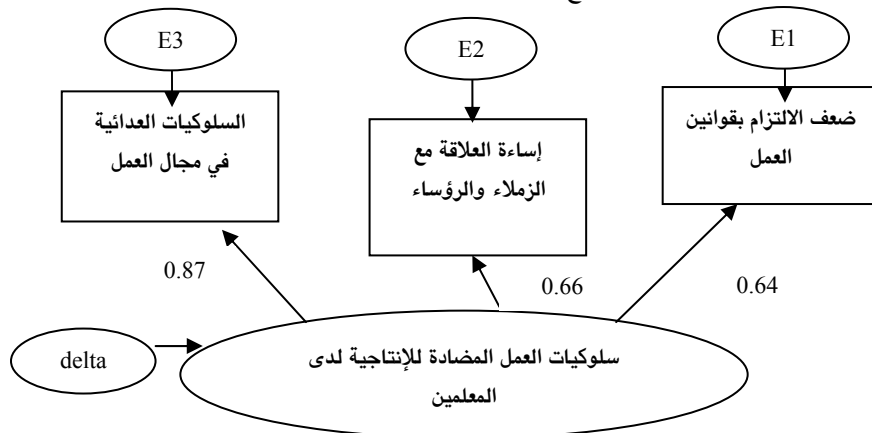 E1
E2
E3
ضعف الالتزام بقوانين
العمل
إساءة العلاقة مع
الزملاء والرؤساء
السلوكيات العدائية
في مجال العمل
0.64
0.66
0.87
سلوكيات العمل المضادة للإنتاجية لدى
المعلمين
delta